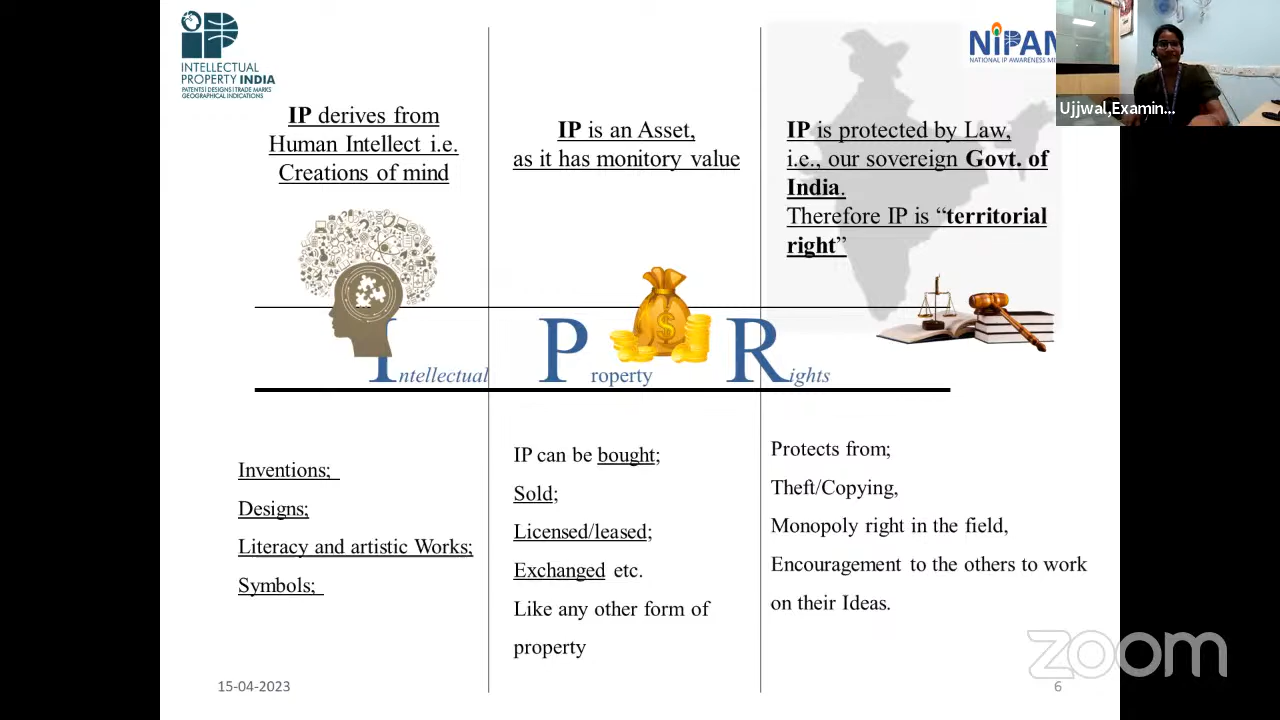 iP
INTELLECTUAL
PROPERTY INDIA
PATENTS | DESIGNS | TRADE MARKS
GEOGRAPHICAL INDICATIONS
NiPAM
NATIONAL IP AWARENESS MI
Ujjwal,Examin...
IP derives from
Human Intellect i.e.
Creations of mind
IP is an Asset,
as it has monitory value
IP is protected by Law,
i.e., our sovereign Govt. of
India.
Therefore IP is “territorial
right”
Intellectual Property Rights
Inventions;
Designs;
Literacy and artistic Works;
Symbols;
IP can be bought;
Sold;
Licensed/leased;
Exchanged etc.
Like any other form of
property
Protects from;
Theft/Copying,
Monopoly right in the field,
Encouragement to the others to work
on their Ideas.
zoom
15-04-2023
6